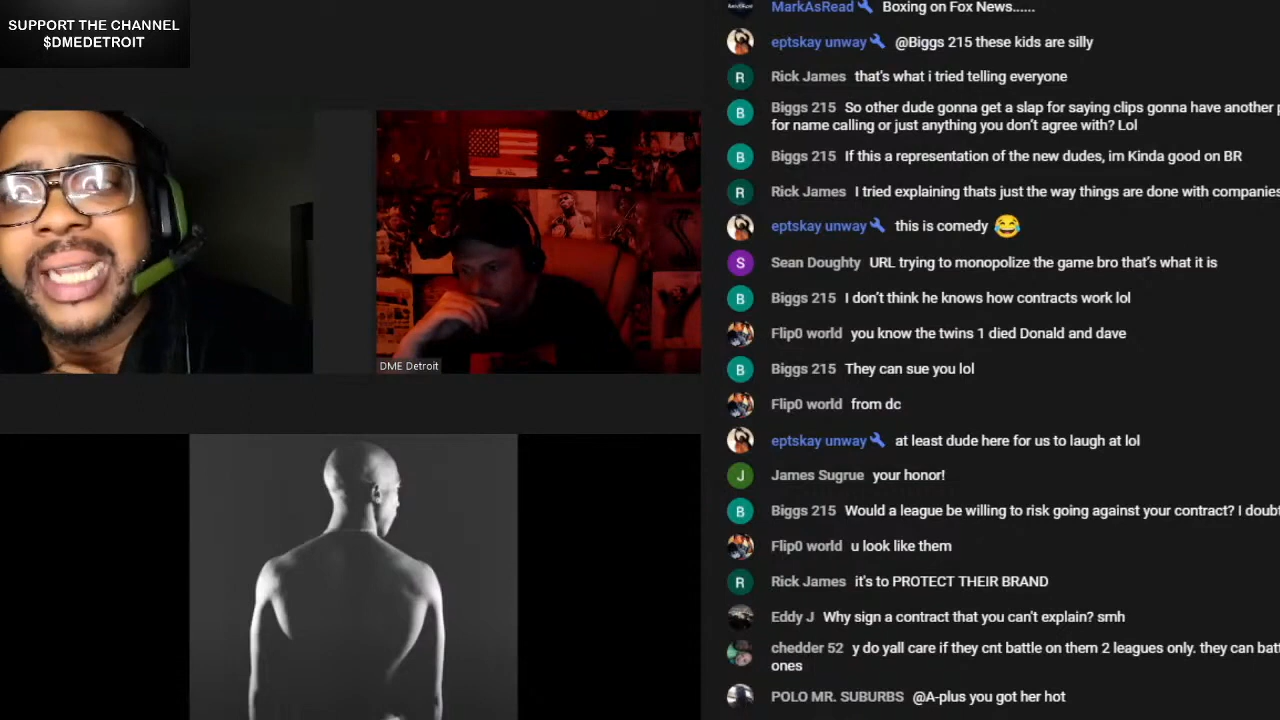 SUPPORT THE CHANNEL
$DMEDETROIT
DME Detroit
MarkAsRead Boxing on Fox News......
eptskay unway @Biggs 215 these kids are silly
R Rick James that's what i tried telling everyone
B Biggs 215 So other dude gonna get a slap for saying clips gonna have another
for name calling or just anything you don't agree with? Lol
B Biggs 215 If this a representation of the new dudes, im Kinda good on BR
R Rick James I tried explaining thats just the way things are done with companies
eptskay unway this is comedy 😂
S Sean Doughty URL trying to monopolize the game bro that's what it is
B Biggs 215 I don't think he knows how contracts work lol
Flip0 world you know the twins 1 died Donald and dave
B Biggs 215 They can sue you lol
Flip0 world from dc
eptskay unway at least dude here for us to laugh at lol
J James Sugrue your honor!
B Biggs 215 Would a league be willing to risk going against your contract? I doubt
Flip0 world u look like them
R Rick James it's to PROTECT THEIR BRAND
Eddy J Why sign a contract that you can't explain? smh
chedder 52 y do yall care if they cnt battle on them 2 leagues only. they can batt
ones
POLO MR. SUBURBS @A-plus you got her hot